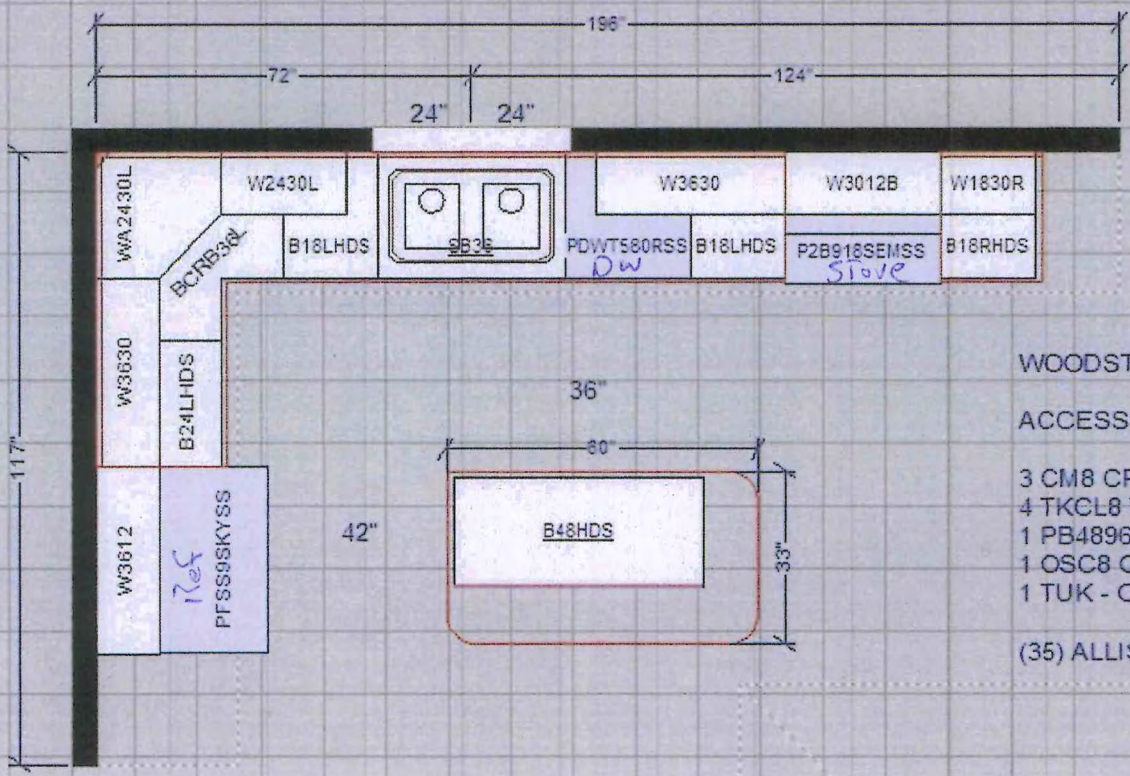 196"
72"
124"
24" 24"
WA2430L
W2430L
W3630
W3012B
W1830R
BCRB36L
B18LHDS
SB36
PDWT580RSS
DW
B18LHDS
P2B918SEMSS
Stove
B18RHDS
W3630
B24LHDS
117"
36"
60"
W3612
Ref
PFSS9SKYSS
42"
B48HDS
33"
WOODST
ACCESS
3 CM8 CR
4 TKCL8
1 PB4896
1 OSC8
1 TUK -
(35) ALLIS